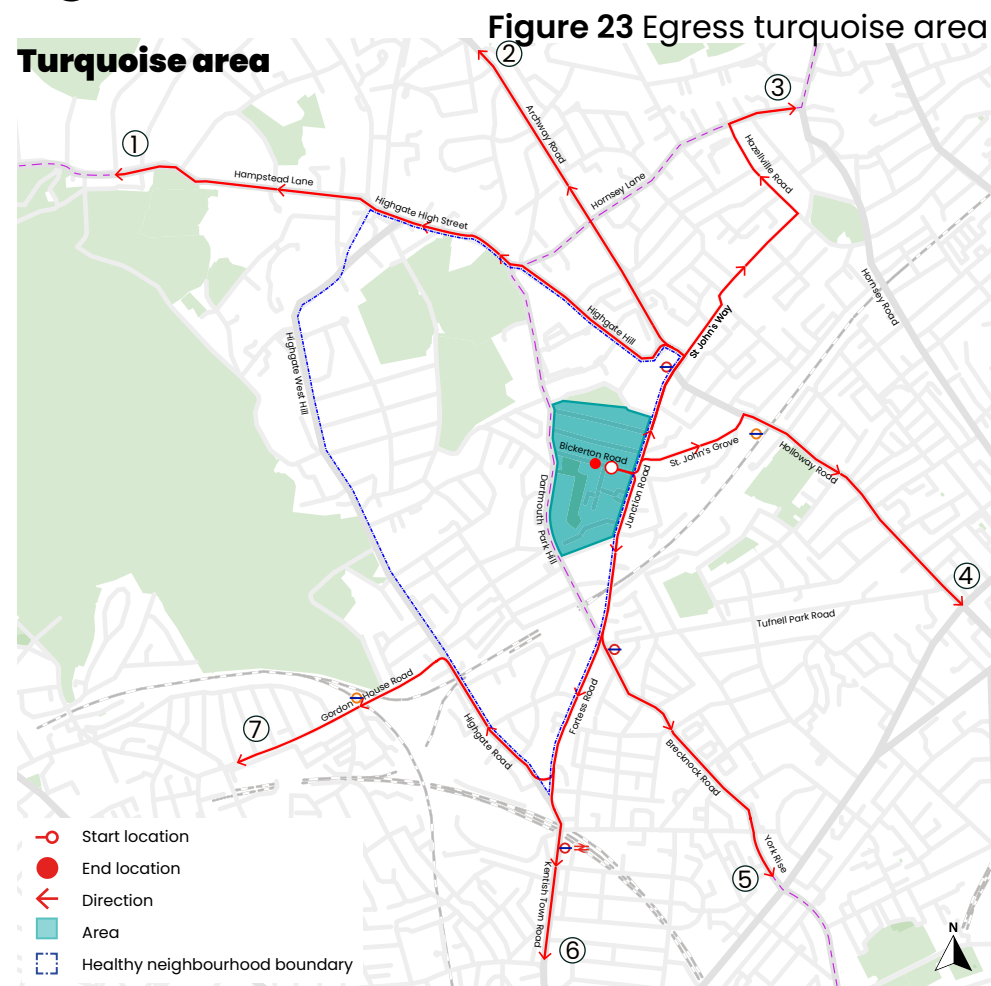 Figure 23 Egress turquoise area
Turquoise area
②
③
①
Archway Road
Hazellville Road
Hampstead Lane
Hornsey Lane
Highgate High Street
Hornsey Road
Highgate Hill
St John's Way
Highgate West Hill
Bickerton Road
St. John's Grove
Holloway Road
Junction Road
Dartmouth Park Hill
④
Tufnell Park Road
Gordon House Road
Fortess Road
⑦
Highgate Road
Brecknock Road
York Rise
⑤
Kentish Town Road
⑥
Start location
End location
Direction
Area
Healthy neighbourhood boundary
N